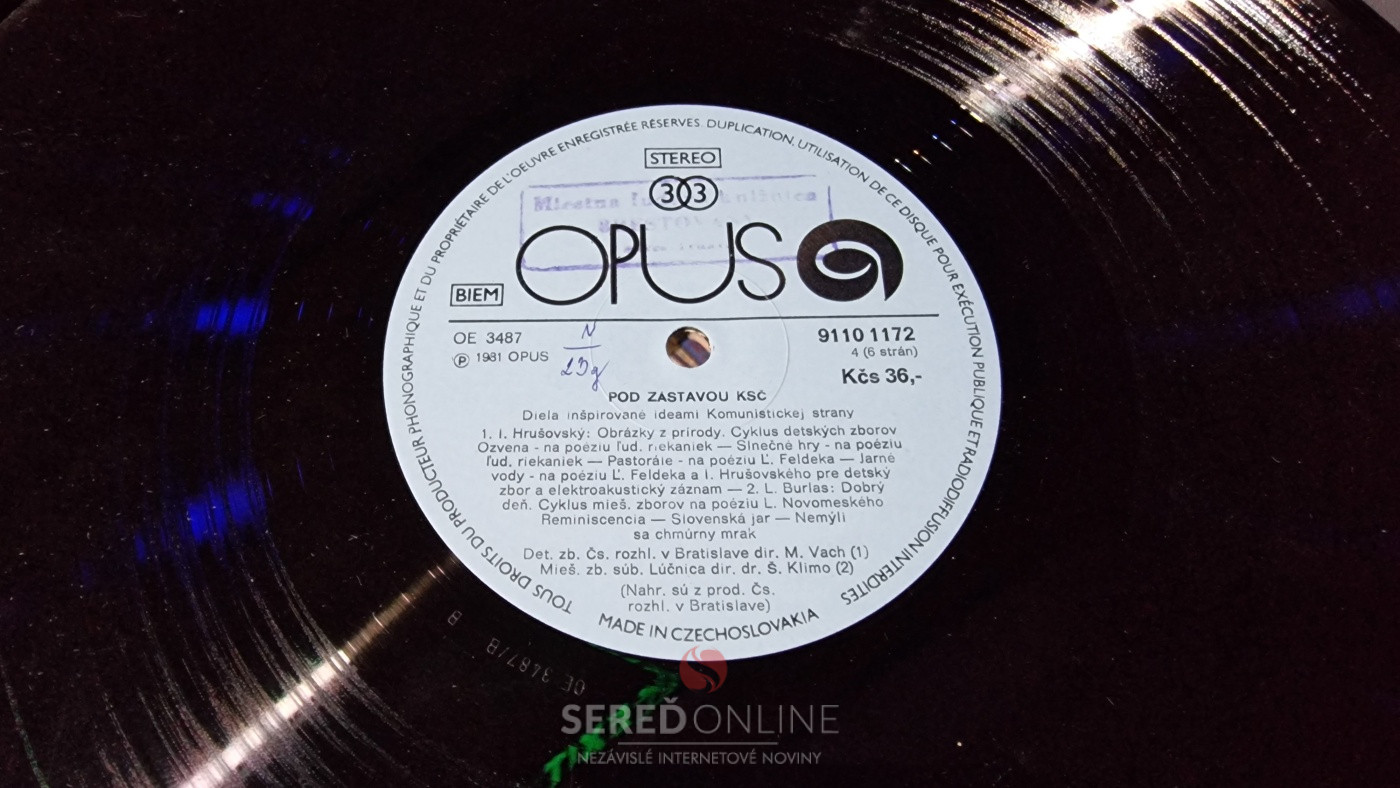 TOUS DROITS DU PRODUCTEUR PHONOGRAPHIQUE ET DU PROPRIÉTAIRE DE L'OEUVRE ENREGISTRÉE RÉSERVÉS. DUPLICATION, UTILISATION DE CE DISQUE POUR EXÉCUTION PUBLIQUE ET RADIODIFFUSION INTERDITES
STEREO
33
Miestna
OPUS
BIEM
OE 3487
Ⓟ 1981 OPUS
9110 1172
4 (6 strán)
Kčs 36,-
POD ZÁSTAVOU KSČ
Diela inšpirované ideami Komunistickej strany
1. I. Hrušovský: Obrázky z prírody. Cyklus detských zborov
Ozvena - na poéziu ľud. riekaniek — Slnečné hry - na poéziu
ľud. riekaniek — Pastorále - na poéziu Ľ. Feldeka — Jarné
vody - na poéziu Ľ. Feldeka a I. Hrušovského pre detský
zbor a elektroakustický záznam — 2. L. Burlas: Dobrý
deň. Cyklus mieš. zborov na poéziu L. Novomeského
Reminiscencia — Slovenská jar — Nemýli
sa chmúrny mrak
Det. zb. Čs. rozhl. v Bratislave dir. M. Vach (1)
Mieš. zb. súb. Lúčnica dir. dr. Š. Klimo (2)
(Nahr. sú z prod. Čs.
rozhl. v Bratislave)
MADE IN CZECHOSLOVAKIA
OE 3487/B B
SEREĎ ONLINE
NEZÁVISLÉ INTERNETOVÉ NOVINY